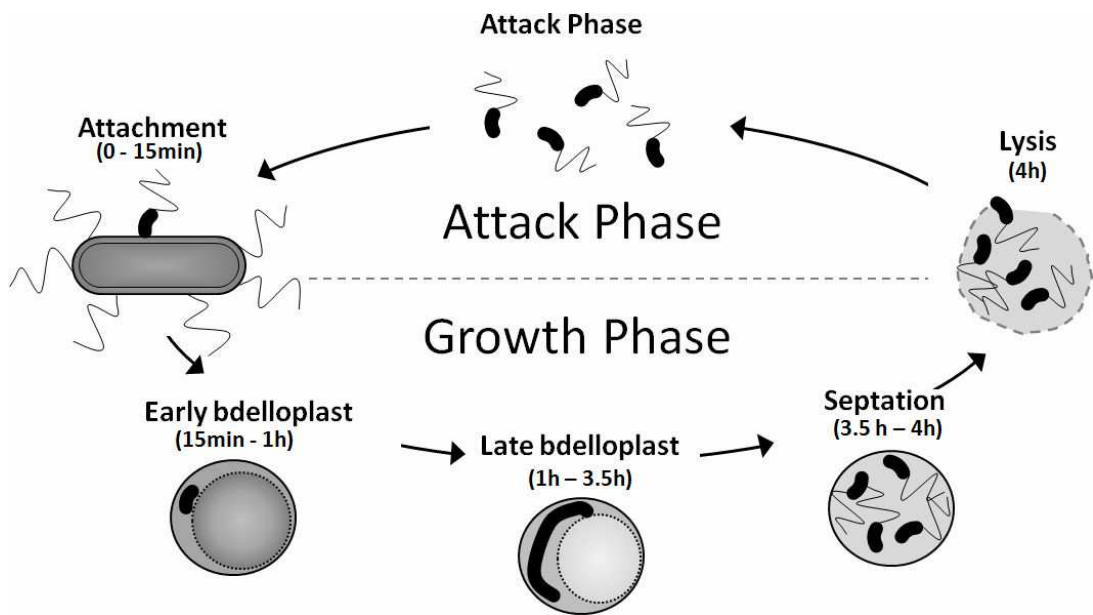 Attack Phase
Attachment
(0 - 15min)
Lysis
(4h)
Attack Phase
Growth Phase
Early bdelloplast
(15min - 1h)
Late bdelloplast
(1h – 3.5h)
Septation
(3.5 h – 4h)